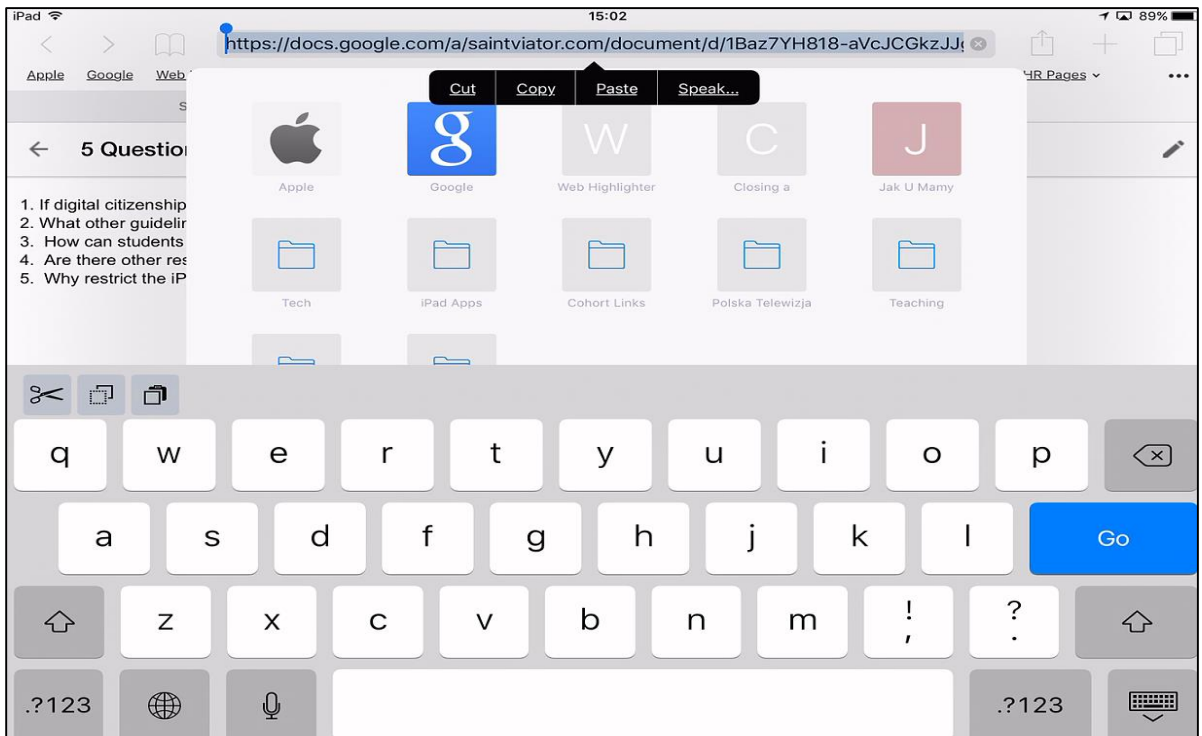 iPad 15:02 89%
https://docs.google.com/a/saintviator.com/document/d/1Baz7YH818-aVcJCGkzJJ
Apple Google Web HR Pages
Cut Copy Paste Speak...
S
5 Question
g W C J
Apple Google Web Highlighter Closing a Jak U Mamy
1. If digital citizenship
2. What other guidelin
3. How can students
4. Are there other res
5. Why restrict the iP
Tech iPad Apps Cohort Links Polska Telewizja Teaching
q w e r t y u i o p
a s d f g h j k l Go
z x c v b n m ! , ? .
.?123 .?123